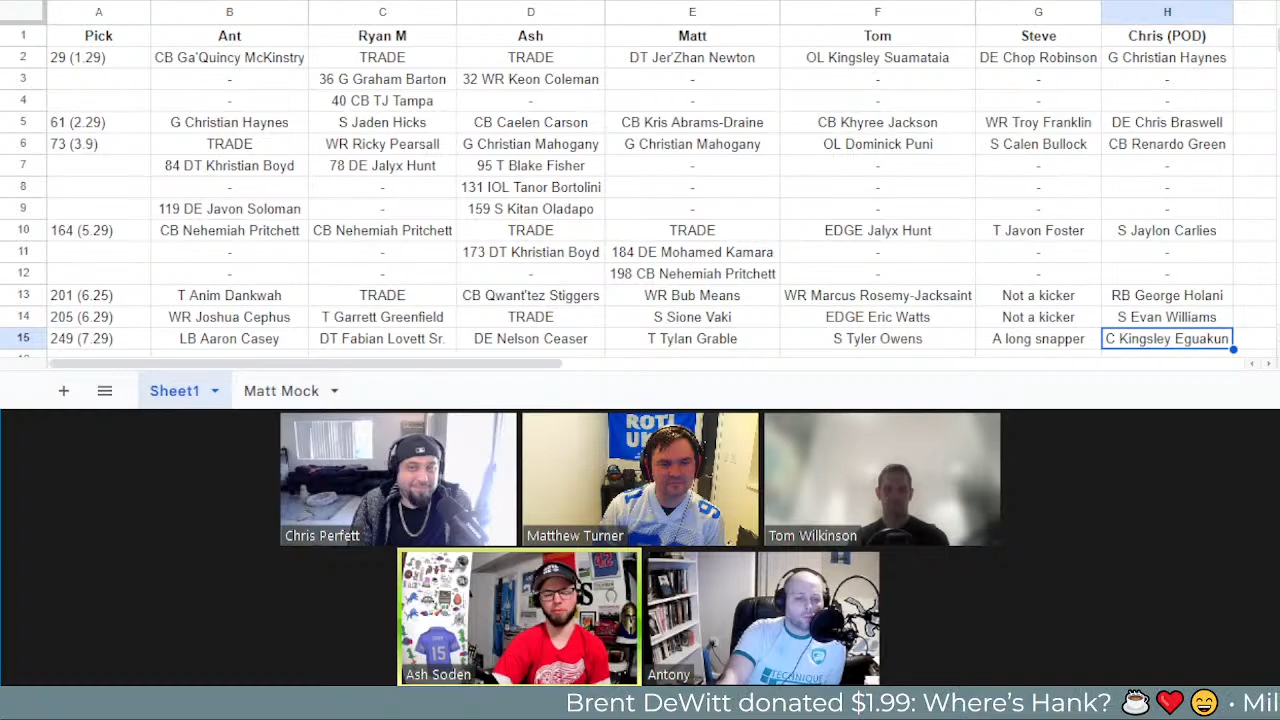 A B C D E F G H
1 Pick Ant Ryan M Ash Matt Tom Steve Chris (POD)
2 29 (1.29) CB Ga'Quincy McKinstry TRADE TRADE DT Jer'Zhan Newton OL Kingsley Suamataia DE Chop Robinson G Christian Haynes
3 - 36 G Graham Barton 32 WR Keon Coleman - - - -
4 - 40 CB TJ Tampa - - - - -
5 61 (2.29) G Christian Haynes S Jaden Hicks CB Caelen Carson CB Kris Abrams-Draine CB Khyree Jackson WR Troy Franklin DE Chris Braswell
6 73 (3.9) TRADE WR Ricky Pearsall G Christian Mahogany G Christian Mahogany OL Dominick Puni S Calen Bullock CB Renardo Green
7 84 DT Khristian Boyd 78 DE Jalyx Hunt 95 T Blake Fisher - - - -
8 - - 131 IOL Tanor Bortolini - - - -
9 119 DE Javon Soloman - 159 S Kitan Oladapo - - - -
10 164 (5.29) CB Nehemiah Pritchett CB Nehemiah Pritchett TRADE TRADE EDGE Jalyx Hunt T Javon Foster S Jaylon Carlies
11 - - 173 DT Khristian Boyd 184 DE Mohamed Kamara - - -
12 - - - 198 CB Nehemiah Pritchett - - -
13 201 (6.25) T Anim Dankwah TRADE CB Qwant'tez Stiggers WR Bub Means WR Marcus Rosemy-Jacksaint Not a kicker RB George Holani
14 205 (6.29) WR Joshua Cephus T Garrett Greenfield TRADE S Sione Vaki EDGE Eric Watts Not a kicker S Evan Williams
15 249 (7.29) LB Aaron Casey DT Fabian Lovett Sr. DE Nelson Ceaser T Tylan Grable S Tyler Owens A long snapper C Kingsley Eguakun
Sheet1 Matt Mock
ROTL
UK
Chris Perfett Matthew Turner Tom Wilkinson
42
15
TECHNIQUE
Ash Soden Antony
Brent DeWitt donated $1.99: Where's Hank? ☕❤️😄 • Mil